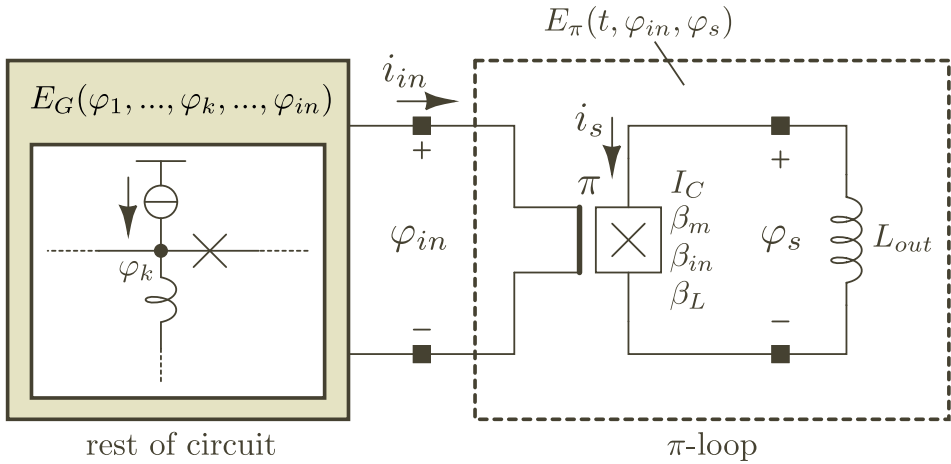 E_π(t, φ_in, φ_s)
i_in
E_G(φ_1, ..., φ_k, ..., φ_in)
i_s
+
+
π
I_C
β_m
β_in
β_L
φ_in
φ_s
L_out
φ_k
−
−
rest of circuit
π-loop